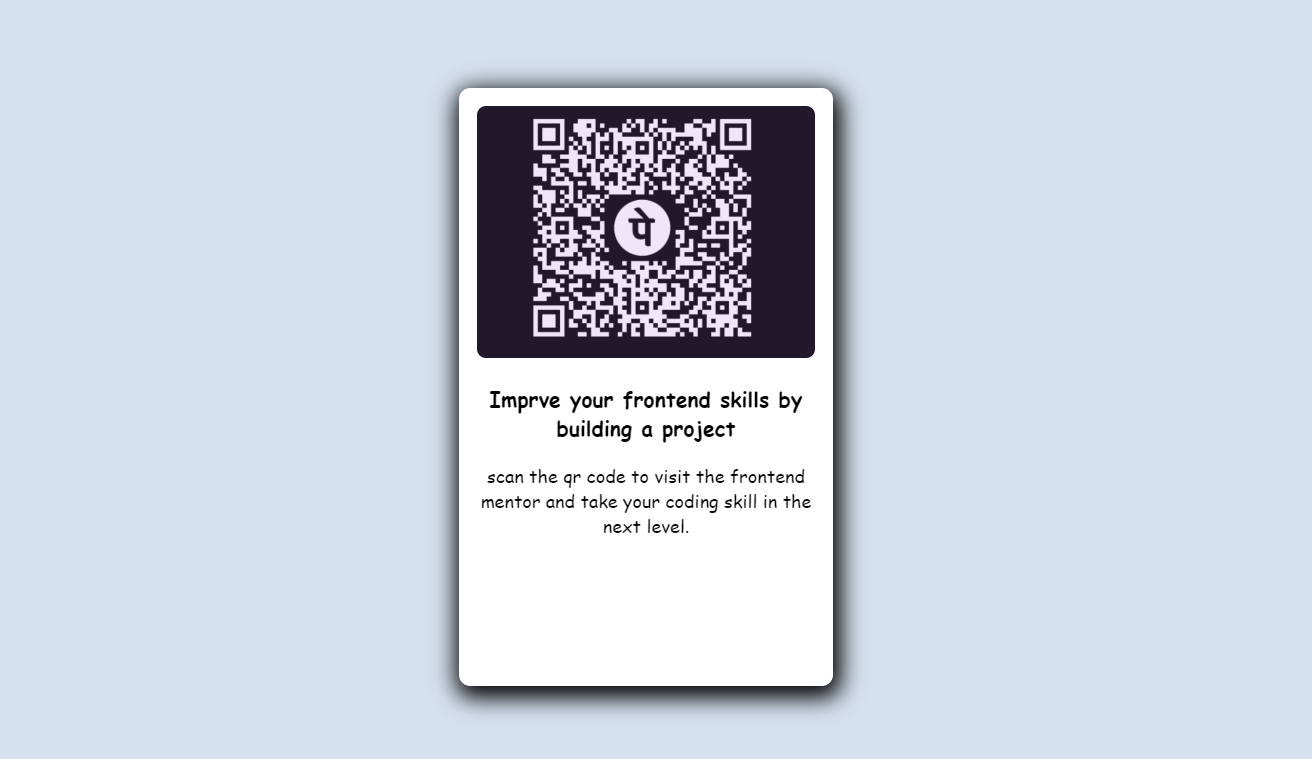 पे
Imprve your frontend skills by
building a project
scan the qr code to visit the frontend
mentor and take your coding skill in the
next level.